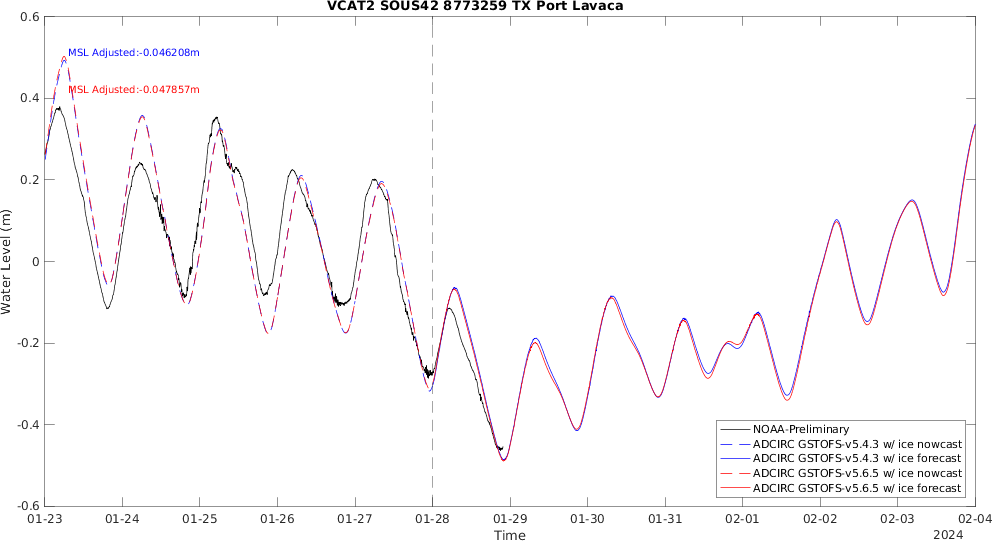 VCAT2 SOUS42 8773259 TX Port Lavaca
0.6
MSL Adjusted:-0.046208m
MSL Adjusted:-0.047857m
0.4
0.2
0
-0.2
-0.4
-0.6
Water Level (m)
NOAA-Preliminary
ADCIRC GSTOFS-v5.4.3 w/ ice nowcast
ADCIRC GSTOFS-v5.4.3 w/ ice forecast
ADCIRC GSTOFS-v5.6.5 w/ ice nowcast
ADCIRC GSTOFS-v5.6.5 w/ ice forecast
01-23 01-24 01-25 01-26 01-27 01-28 01-29 01-30 01-31 02-01 02-02 02-03 02-04
Time
2024